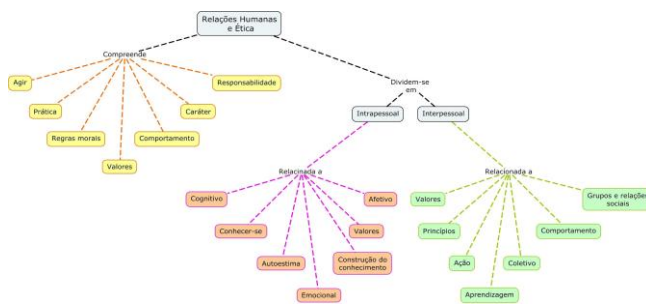 Relações Humanas
e Ética
Compreende
Agir
Prática
Regras morais
Valores
Comportamento
Caráter
Responsabilidade
Dividem-se
em
Intrapessoal
Interpessoal
Relacinada a
Cognitivo
Conhecer-se
Autoestima
Emocional
Construção do
conhecimento
Valores
Afetivo
Relacionada a
Valores
Princípios
Ação
Aprendizagem
Coletivo
Comportamento
Grupos e relações
sociais